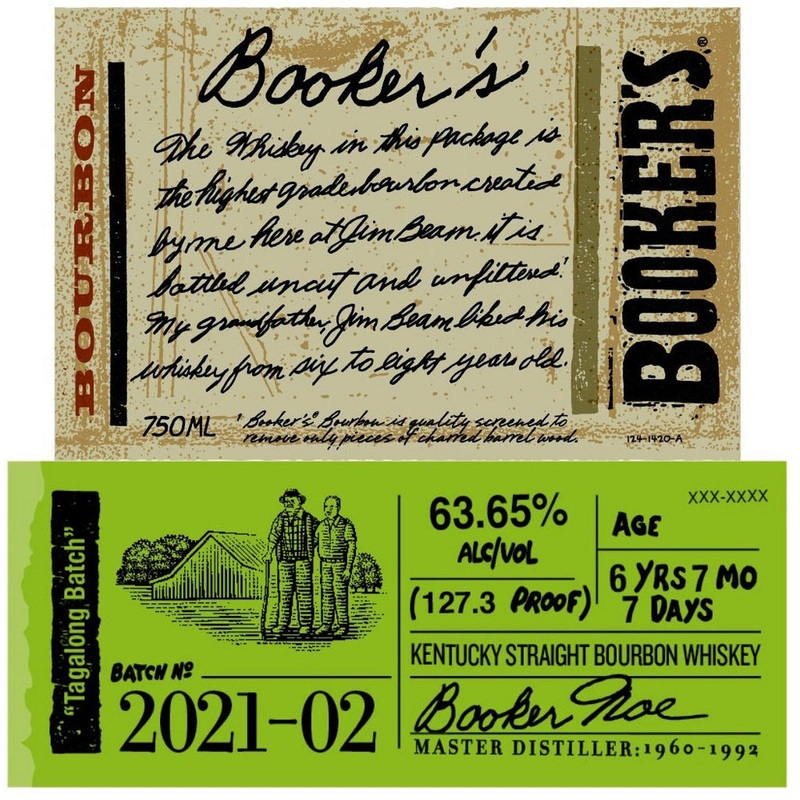 BOURBON
Booker's
The Whiskey in this package is
the highest grade bourbon created
by me here at Jim Beam. it is
bottled uncut and unfiltered!
My grandfather, Jim Beam liked his
whiskey from six to eight years old.
750ML
¹ Booker's® Bourbon is quality screened to
remove only pieces of charred barrel wood.
124-1420-A
BOOKER'S®
"Tagalong Batch"
BATCH Nº
2021-02
63.65%
ALC/VOL
(127.3 PROOF)
XXX-XXXX
AGE
6 YRS 7 MO
7 DAYS
KENTUCKY STRAIGHT BOURBON WHISKEY
Booker Noe
MASTER DISTILLER:1960-1992